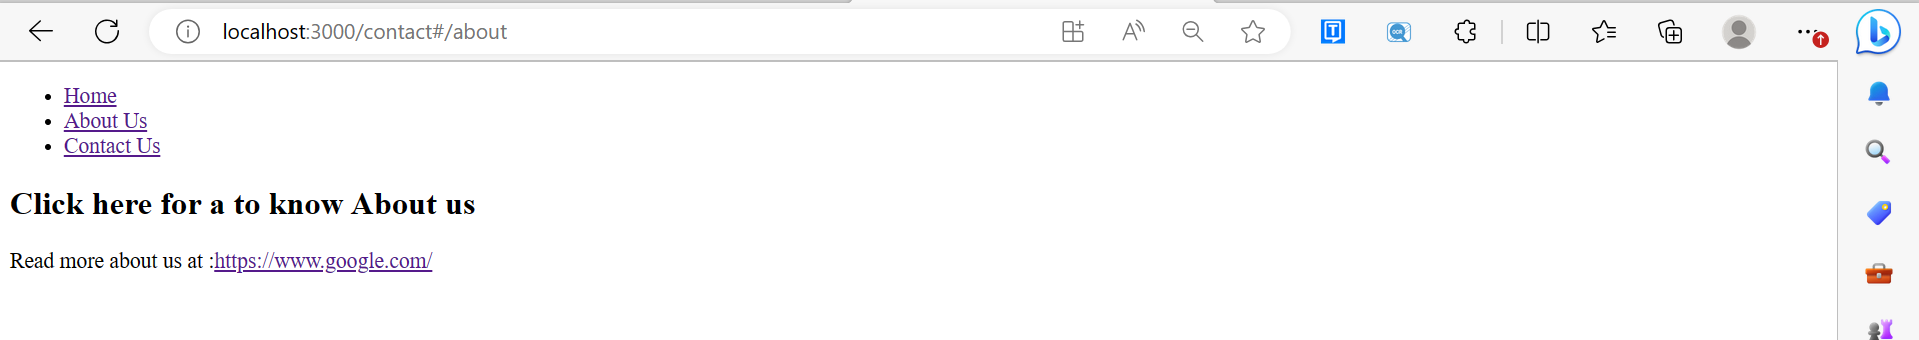 localhost:3000/contact#/about
Home
About Us
Contact Us
Click here for a to know About us
Read more about us at :https://www.google.com/